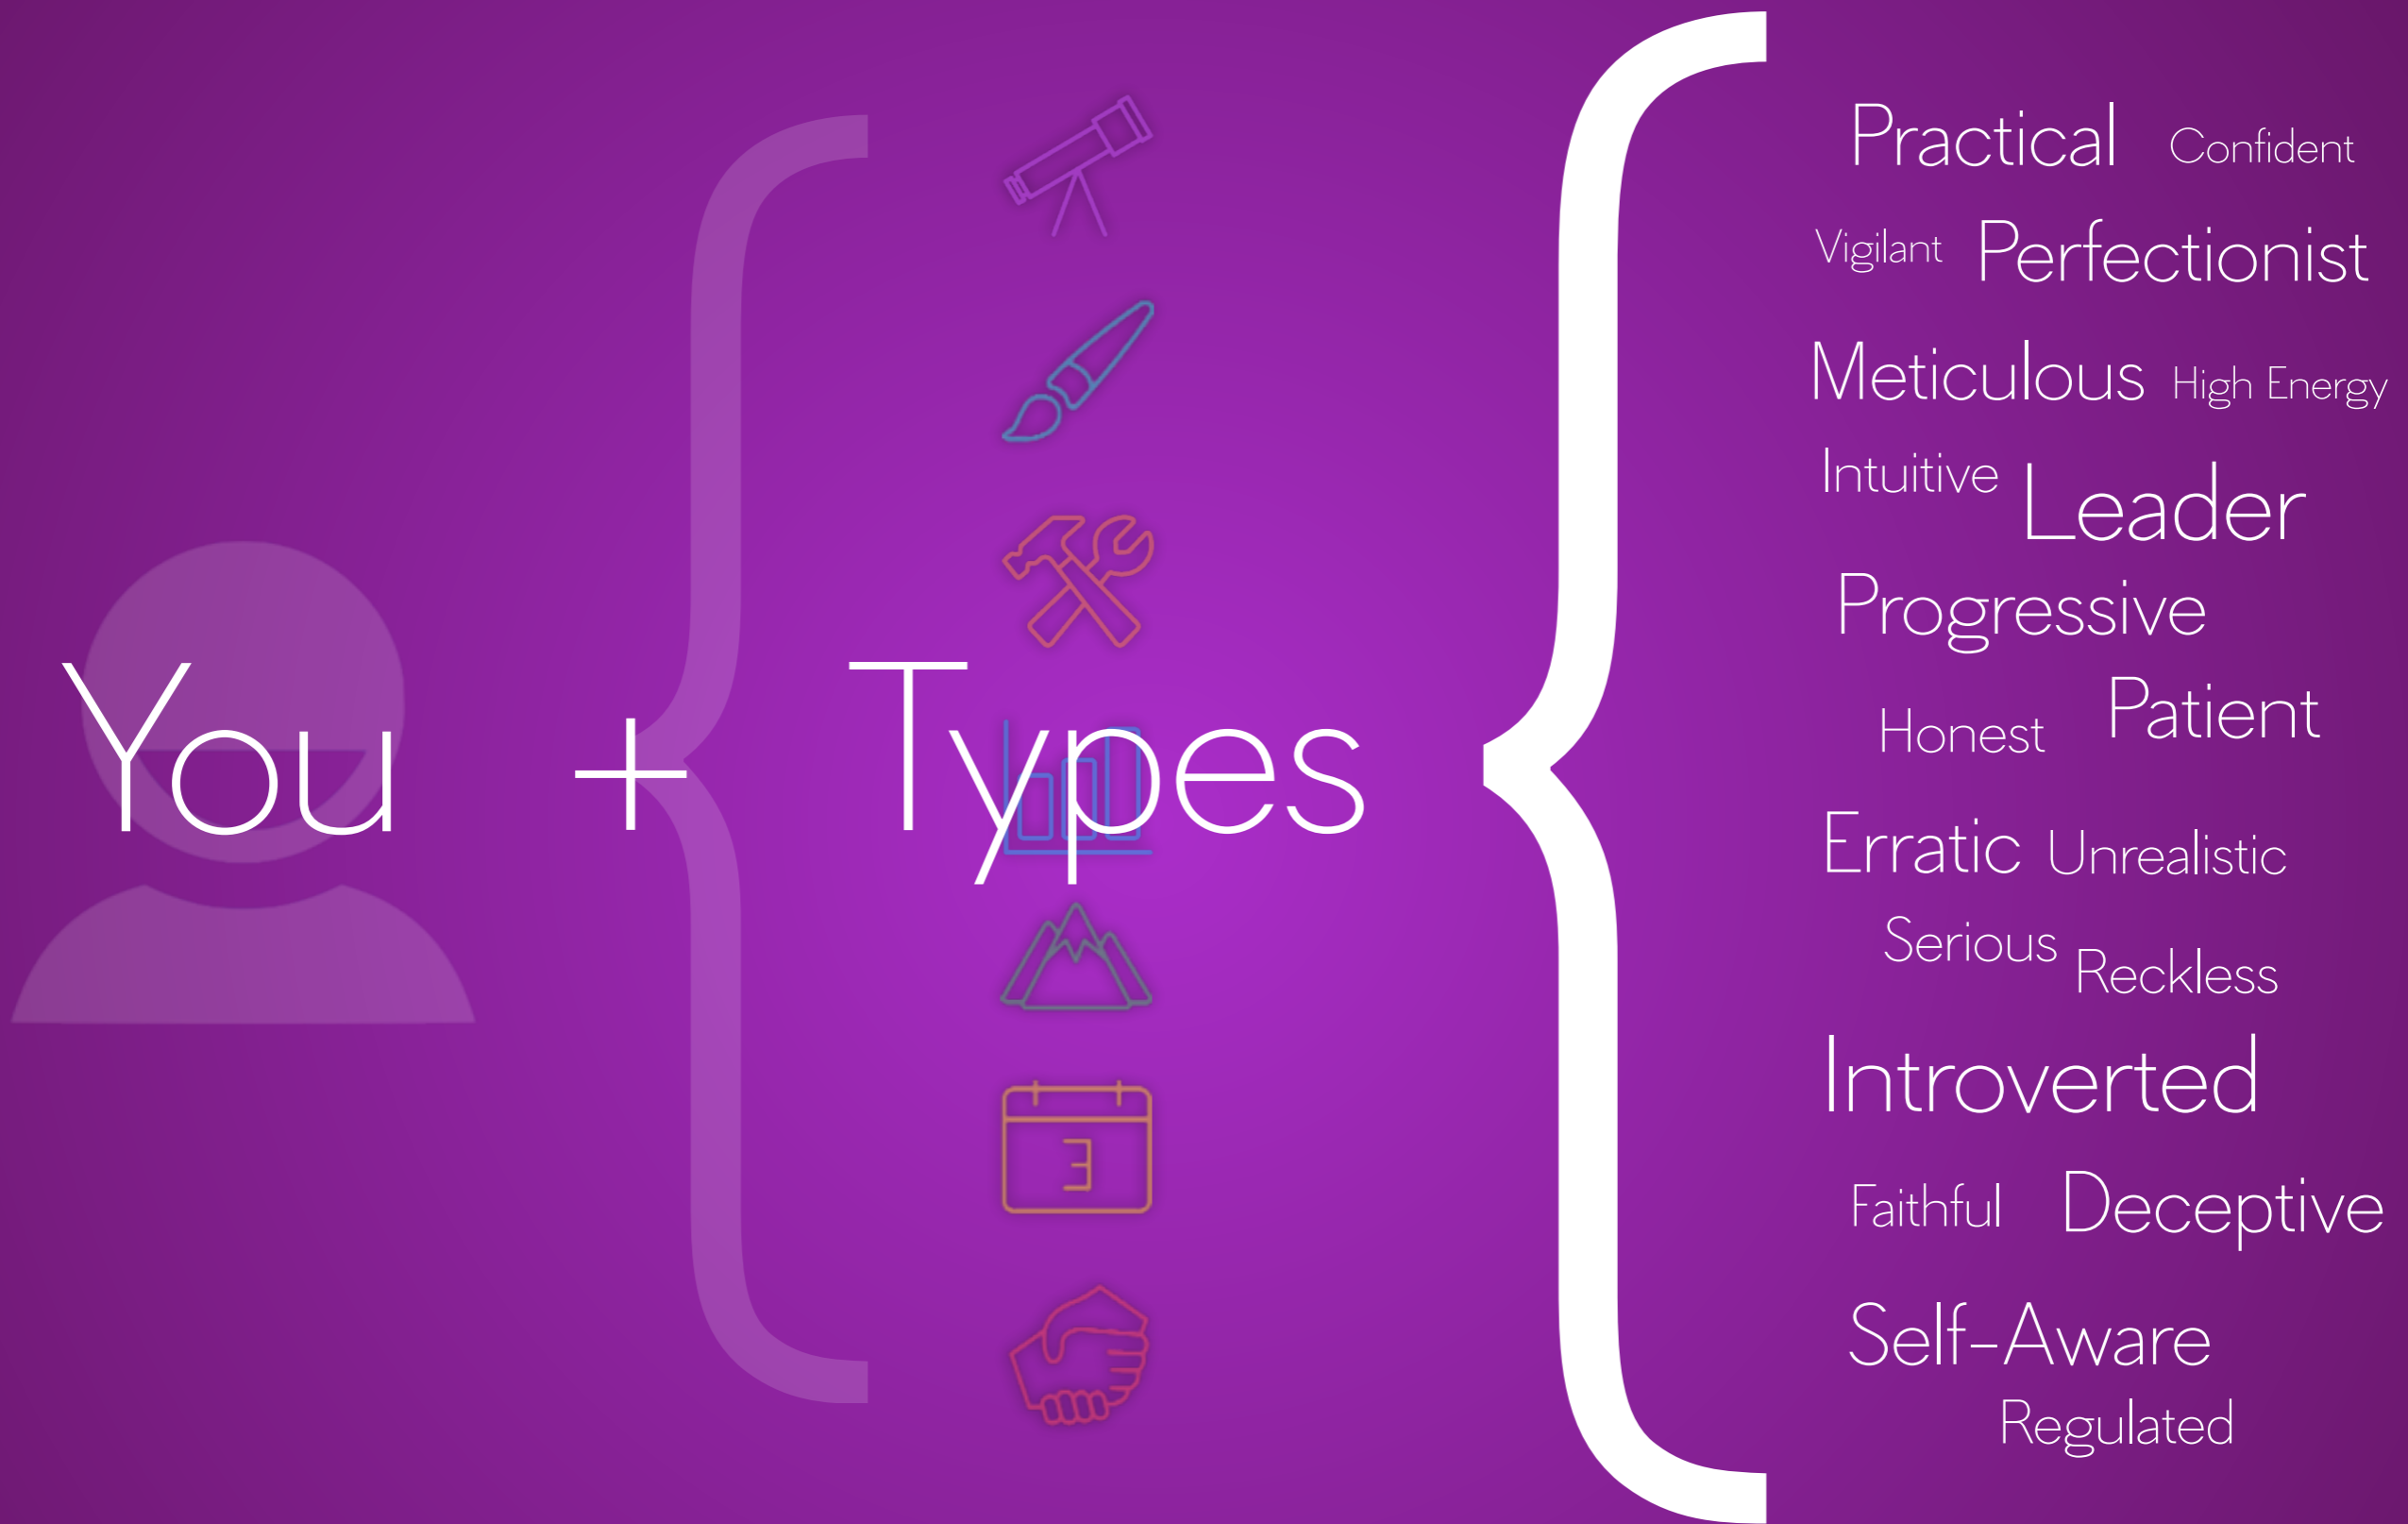 You + Types
Practical Confident
Vigilant Perfectionist
Meticulous High Energy
Intuitive Leader
Progressive
Honest Patient
Erratic Unrealistic
Serious Reckless
Introverted
Faithful Deceptive
Self-Aware
Regulated
3